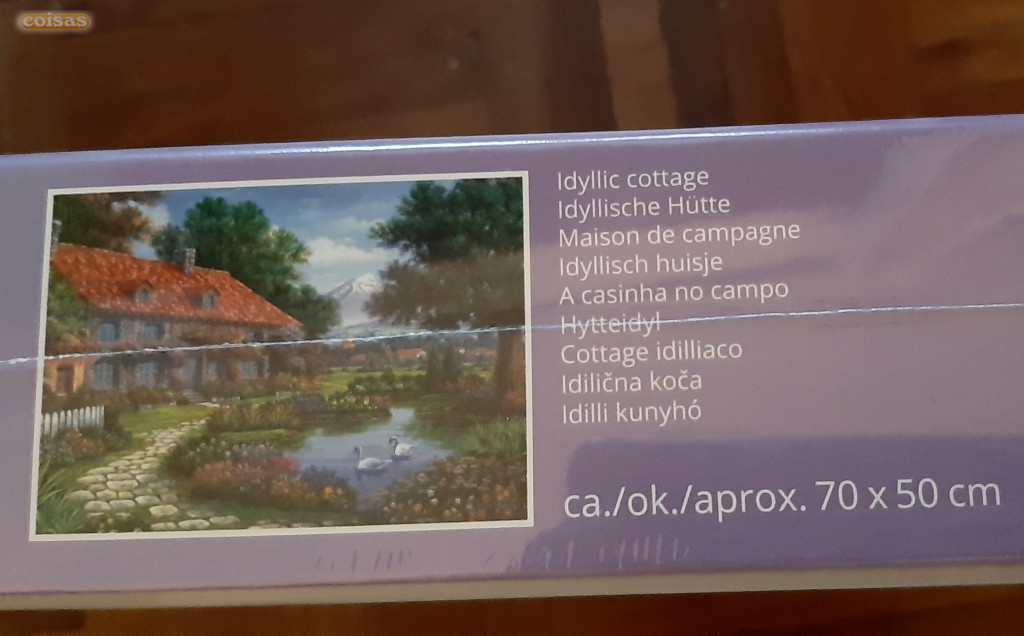 coisas
Idyllic cottage
Idyllische Hütte
Maison de campagne
Idyllisch huisje
A casinha no campo
Hytteidyl
Cottage idilliaco
Idilična koča
Idilli kunyhó
ca./ok./aprox. 70 x 50 cm